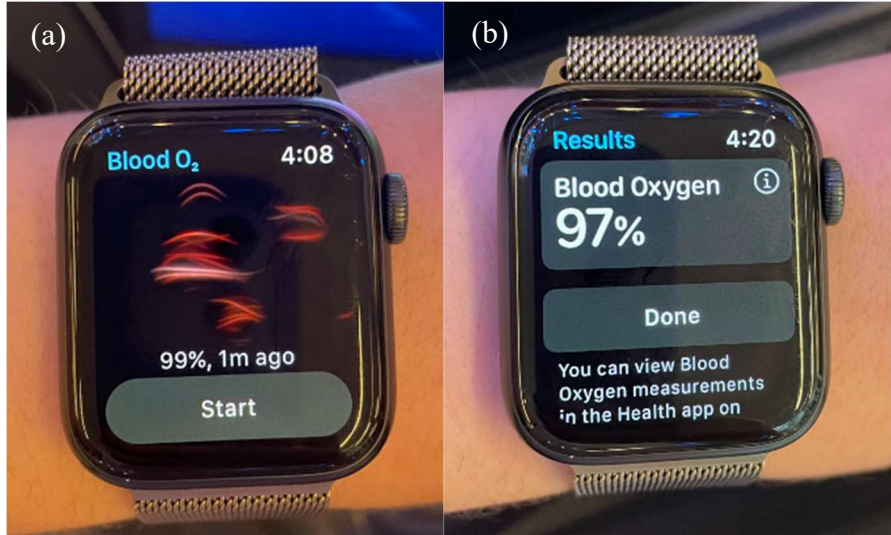 (a)
Blood O₂ 4:08
99%, 1m ago
Start
(b)
Results 4:20
Blood Oxygen
97%
Done
You can view Blood
Oxygen measurements
in the Health app on